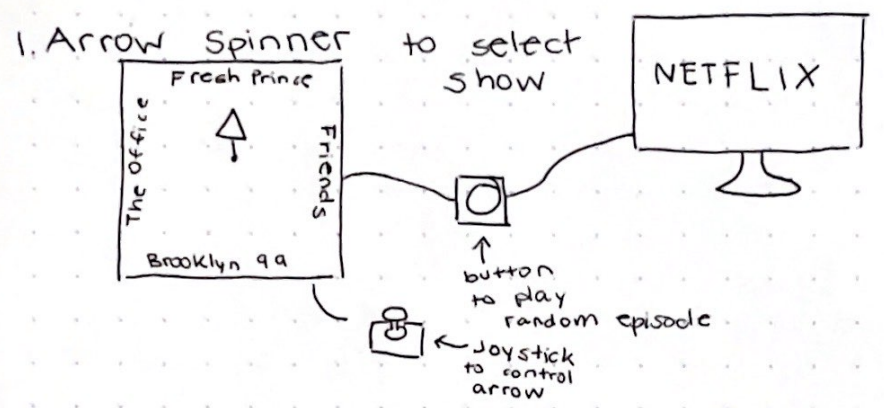 1. Arrow Spinner to select
show
Fresh Prince
The Office
Friends
Brooklyn 99
NETFLIX
button
to play
random episode
Joystick
to control
arrow